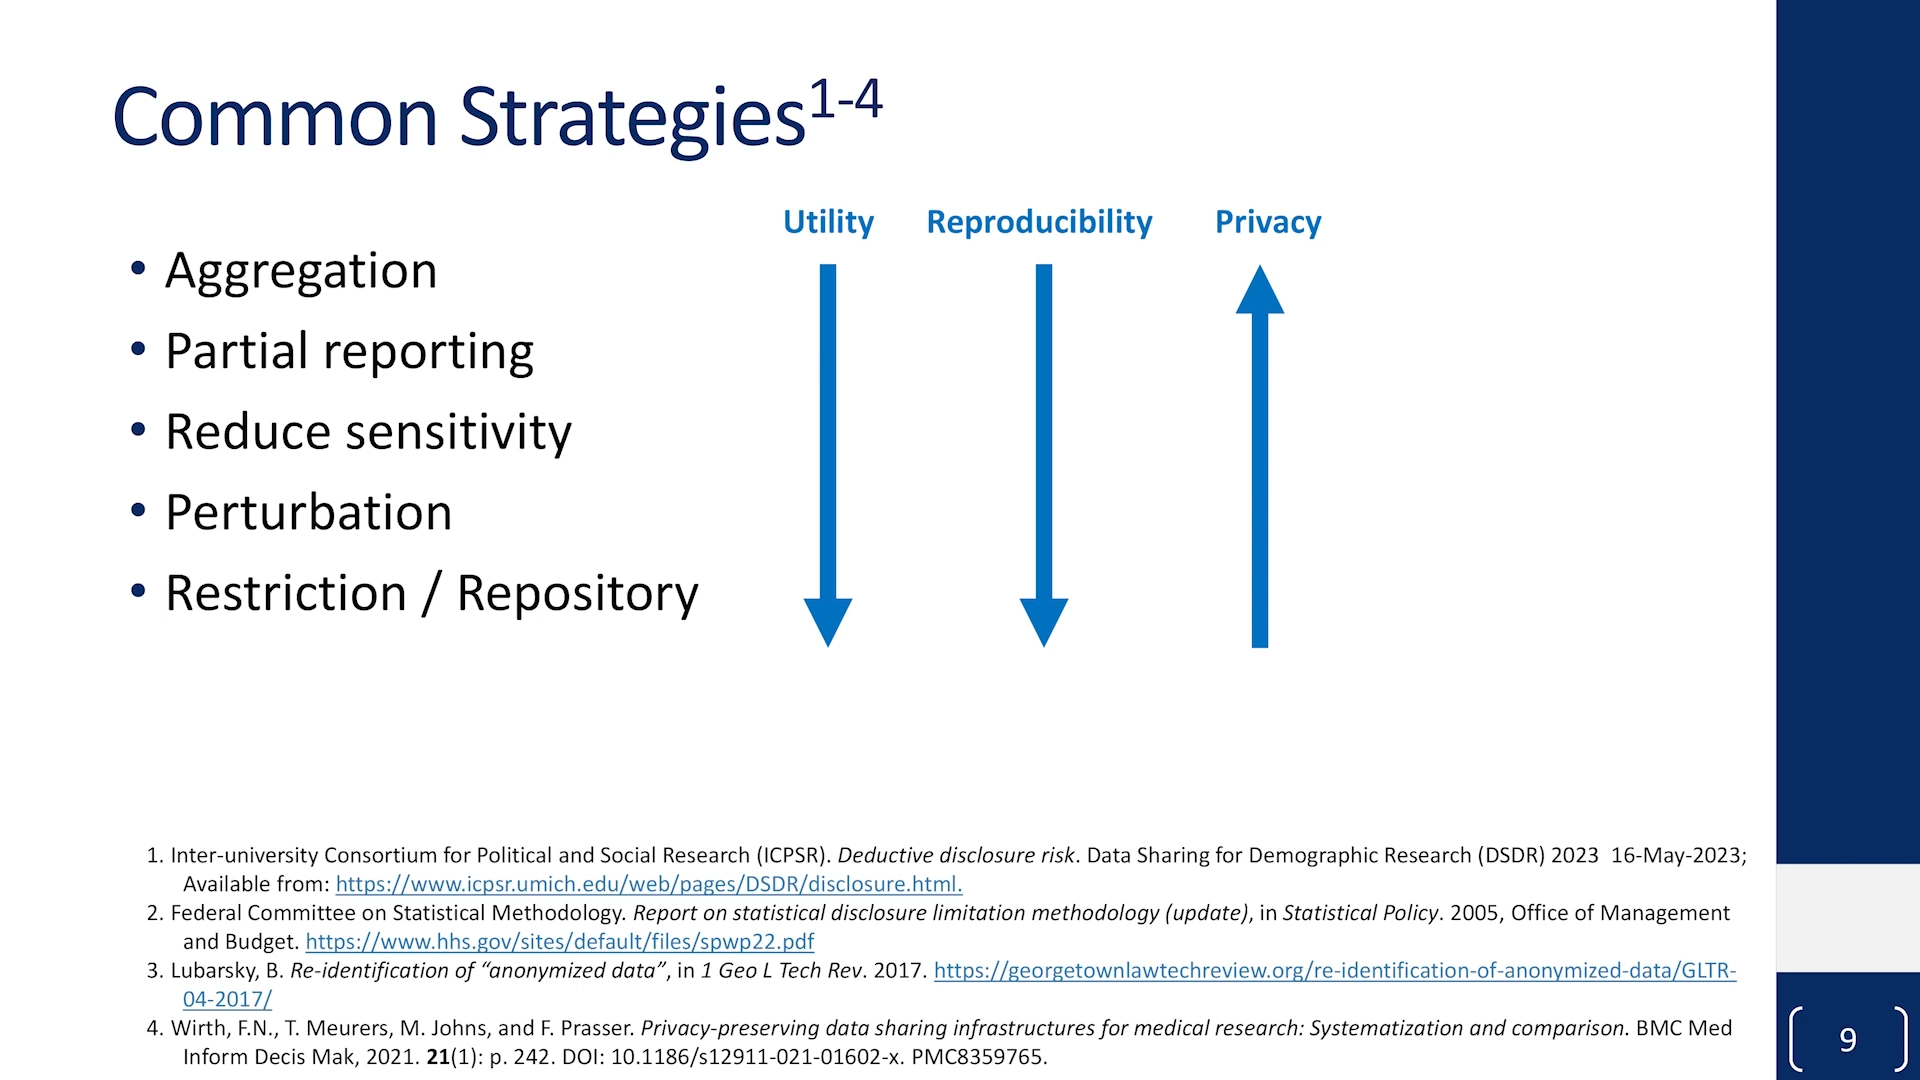 Common Strategies1-4
Utility Reproducibility Privacy
• Aggregation
• Partial reporting
• Reduce sensitivity
• Perturbation
• Restriction / Repository
1. Inter-university Consortium for Political and Social Research (ICPSR). Deductive disclosure risk. Data Sharing for Demographic Research (DSDR) 2023  16-May-2023;
Available from: https://www.icpsr.umich.edu/web/pages/DSDR/disclosure.html.
2. Federal Committee on Statistical Methodology. Report on statistical disclosure limitation methodology (update), in Statistical Policy. 2005, Office of Management
and Budget. https://www.hhs.gov/sites/default/files/spwp22.pdf
3. Lubarsky, B. Re-identification of “anonymized data”, in 1 Geo L Tech Rev. 2017. https://georgetownlawtechreview.org/re-identification-of-anonymized-data/GLTR-
04-2017/
4. Wirth, F.N., T. Meurers, M. Johns, and F. Prasser. Privacy-preserving data sharing infrastructures for medical research: Systematization and comparison. BMC Med
Inform Decis Mak, 2021. 21(1): p. 242. DOI: 10.1186/s12911-021-01602-x. PMC8359765.
9